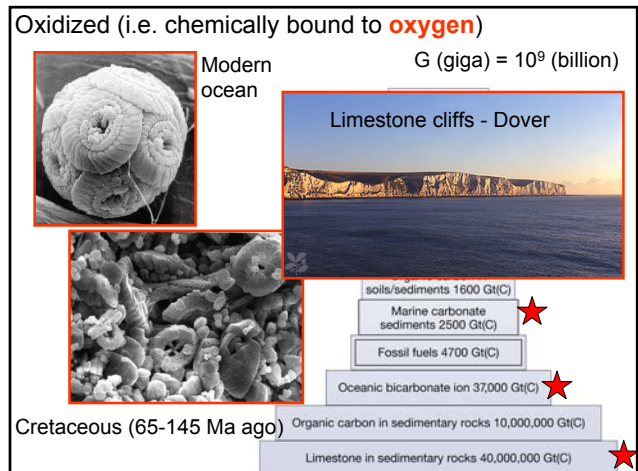 Oxidized (i.e. chemically bound to oxygen)
Modern
ocean
G (giga) = 10⁹ (billion)
Limestone cliffs - Dover
soils/sediments 1600 Gt(C)
Marine carbonate
sediments 2500 Gt(C)
Fossil fuels 4700 Gt(C)
Oceanic bicarbonate ion 37,000 Gt(C)
Cretaceous (65-145 Ma ago)
Organic carbon in sedimentary rocks 10,000,000 Gt(C)
Limestone in sedimentary rocks 40,000,000 Gt(C)